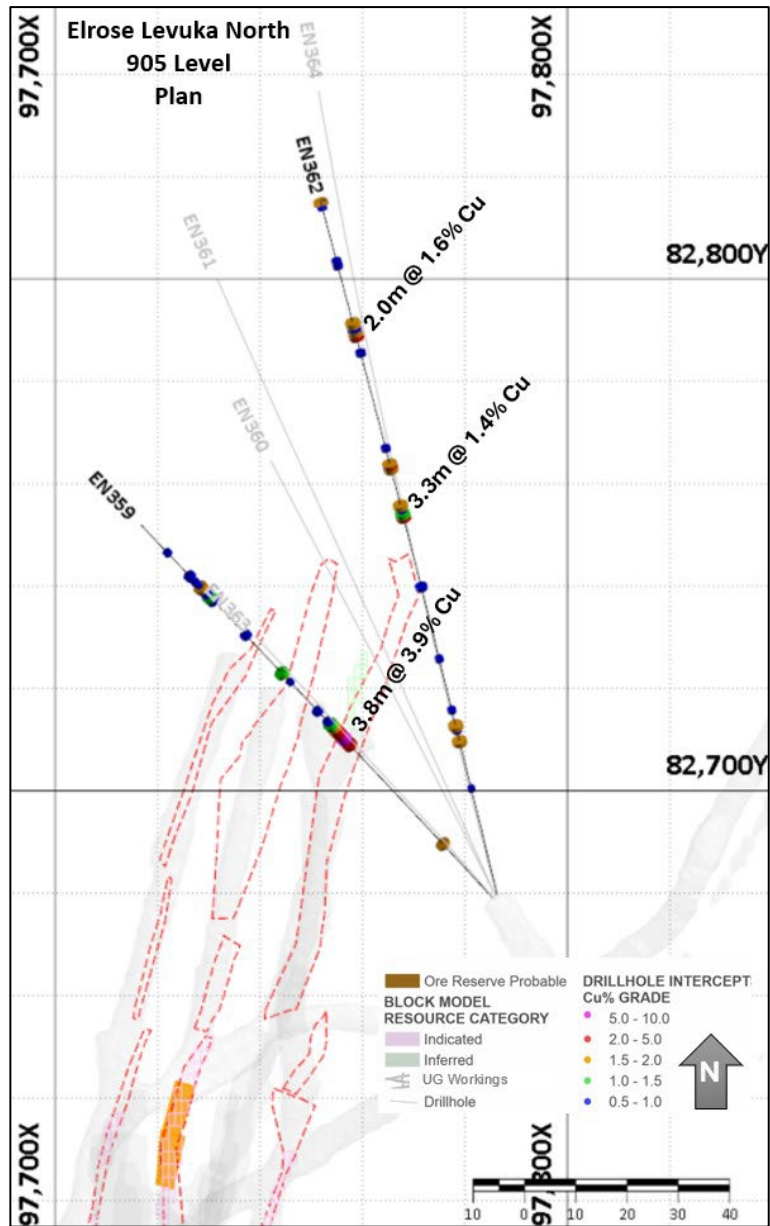 Elrose Levuka North
905 Level
Plan
97,700X
97,800X
EN364
EN362
2.0m @ 1.6% Cu
EN361
82,800Y
EN360
3.3m @ 1.4% Cu
EN359
EN363
3.8m @ 3.9% Cu
82,700Y
Ore Reserve Probable
BLOCK MODEL
RESOURCE CATEGORY
Indicated
Inferred
UG Workings
Drillhole
DRILLHOLE INTERCEPT
Cu% GRADE
5.0 - 10.0
2.0 - 5.0
1.5 - 2.0
1.0 - 1.5
0.5 - 1.0
N
97,700X
97,800X
10 0 10 20 30 40